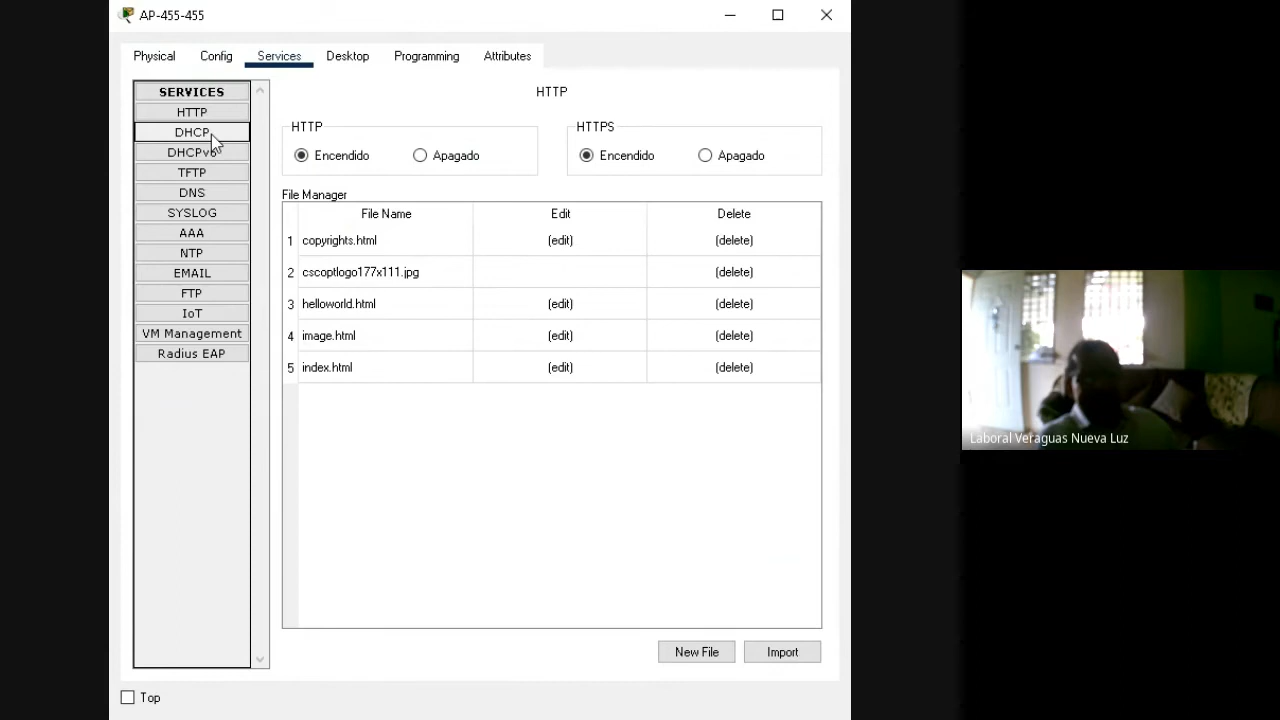 AP-455-455
Physical Config Services Desktop Programming Attributes
SERVICES
HTTP
DHCP
DHCPv6
TFTP
DNS
SYSLOG
AAA
NTP
EMAIL
FTP
IoT
VM Management
Radius EAP
HTTP
HTTP
Encendido Apagado
HTTPS
Encendido Apagado
File Manager
File Name Edit Delete
1 copyrights.html (edit) (delete)
2 cscoptlogo177x111.jpg (delete)
3 helloworld.html (edit) (delete)
4 image.html (edit) (delete)
5 index.html (edit) (delete)
New File Import
Top
Laboral Veraguas Nueva Luz